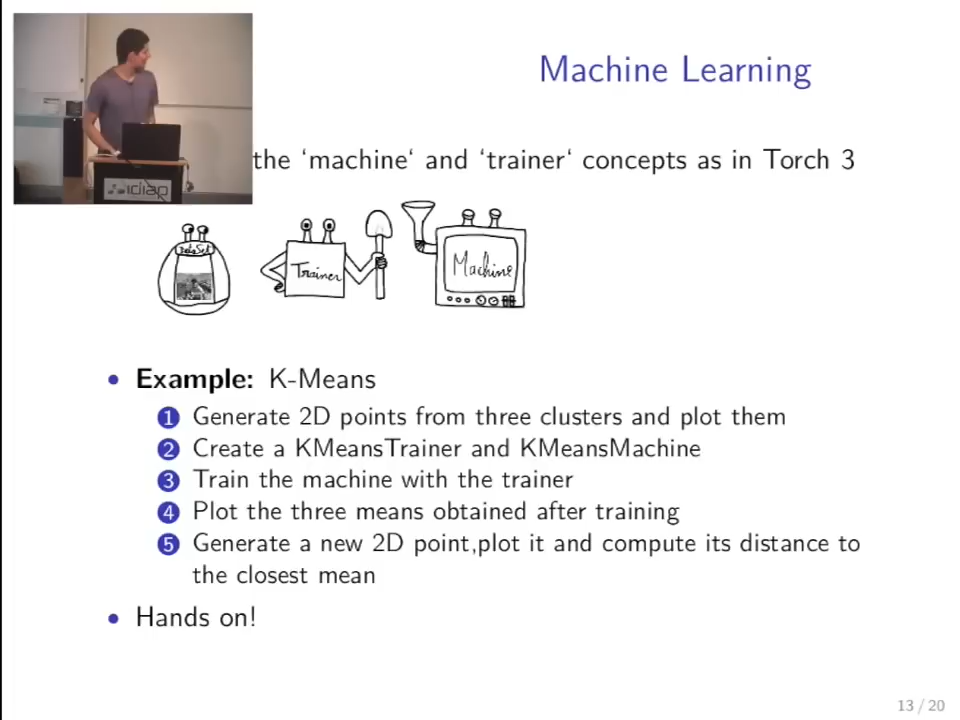 Machine Learning
the ‘machine‘ and ‘trainer‘ concepts as in Torch 3
idiap
DataSet
Trainer
Machine
• Example: K-Means
1 Generate 2D points from three clusters and plot them
2 Create a KMeansTrainer and KMeansMachine
3 Train the machine with the trainer
4 Plot the three means obtained after training
5 Generate a new 2D point,plot it and compute its distance to
the closest mean
• Hands on!
13 / 20